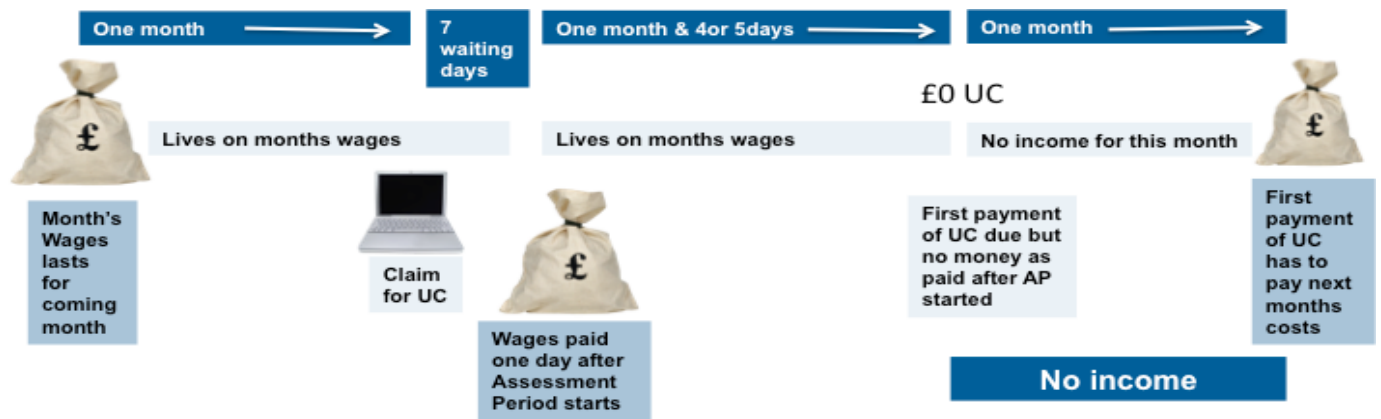 One month
7
waiting
days
One month & 4or 5days
One month
£0 UC
£
Lives on months wages
Lives on months wages
No income for this month
£
Month's
Wages
lasts
for
coming
month
Claim
for UC
£
Wages paid
one day after
Assessment
Period starts
First payment
of UC due but
no money as
paid after AP
started
First
payment
of UC
has to
pay next
months
costs
No income